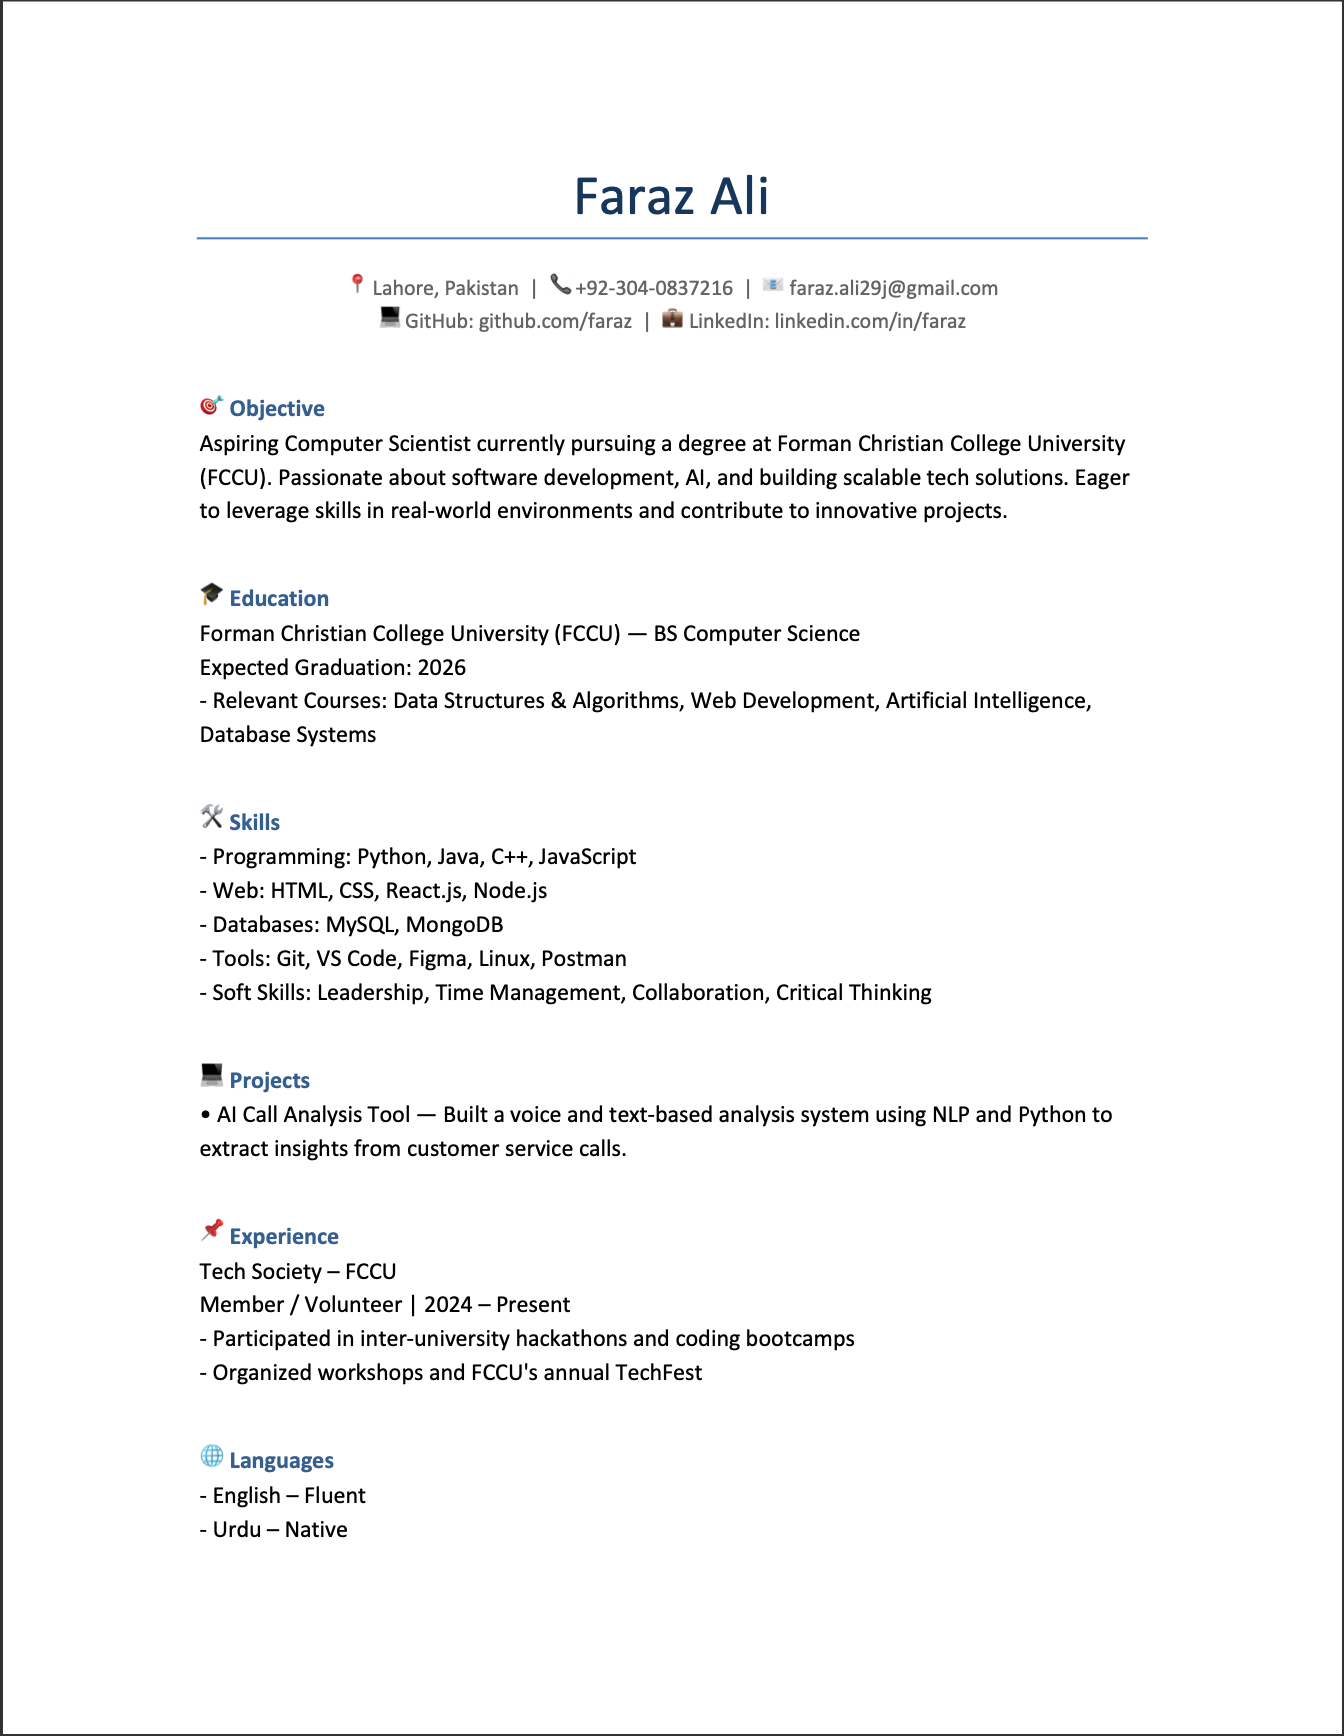 Faraz Ali
Lahore, Pakistan | +92-304-0837216 | faraz.ali29j@gmail.com
GitHub: github.com/faraz | LinkedIn: linkedin.com/in/faraz
Objective
Aspiring Computer Scientist currently pursuing a degree at Forman Christian College University
(FCCU). Passionate about software development, AI, and building scalable tech solutions. Eager
to leverage skills in real-world environments and contribute to innovative projects.
Education
Forman Christian College University (FCCU) — BS Computer Science
Expected Graduation: 2026
- Relevant Courses: Data Structures & Algorithms, Web Development, Artificial Intelligence,
Database Systems
Skills
- Programming: Python, Java, C++, JavaScript
- Web: HTML, CSS, React.js, Node.js
- Databases: MySQL, MongoDB
- Tools: Git, VS Code, Figma, Linux, Postman
- Soft Skills: Leadership, Time Management, Collaboration, Critical Thinking
Projects
• AI Call Analysis Tool — Built a voice and text-based analysis system using NLP and Python to
extract insights from customer service calls.
Experience
Tech Society – FCCU
Member / Volunteer | 2024 – Present
- Participated in inter-university hackathons and coding bootcamps
- Organized workshops and FCCU's annual TechFest
Languages
- English – Fluent
- Urdu – Native